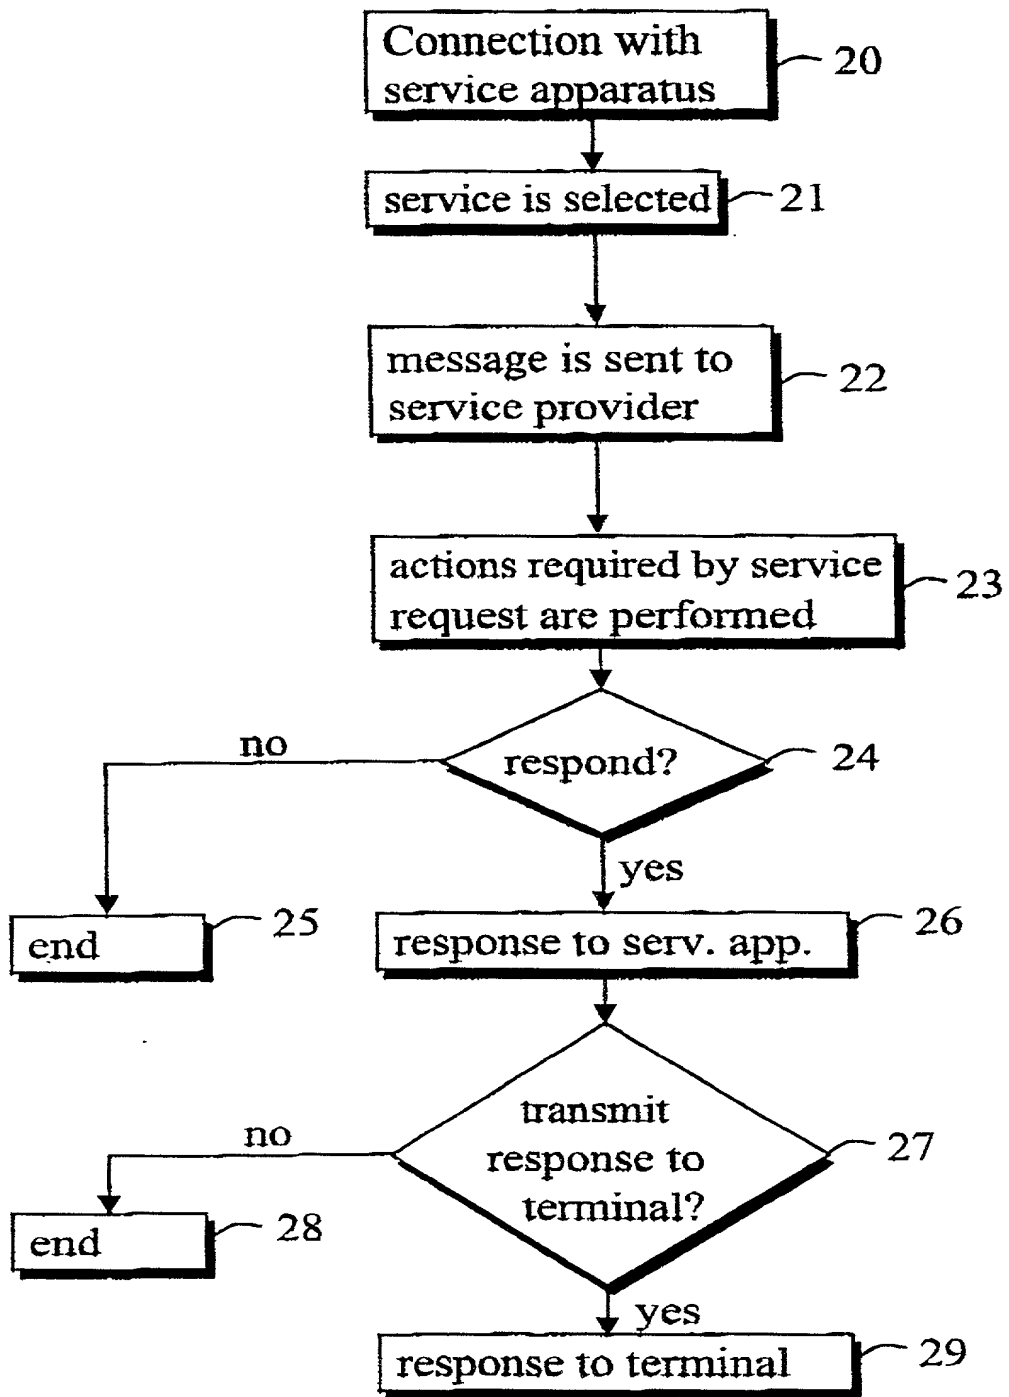 Connection with
service apparatus
20
service is selected
21
message is sent to
service provider
22
actions required by service
request are performed
23
respond?
24
no
yes
end
25
response to serv. app.
26
transmit
response to
terminal?
27
no
end
28
yes
response to terminal
29